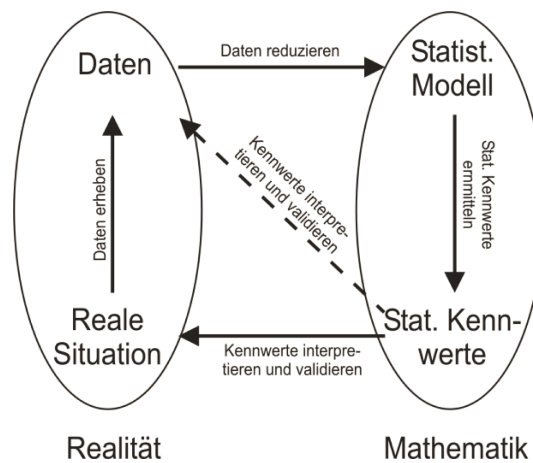 Daten
Daten reduzieren
Statist.
Modell
Kennwerte interpre-
tieren und validieren
Daten erheben
Stat. Kennwerte
ermitteln
Reale
Situation
Stat. Kenn-
werte
Kennwerte interpre-
tieren und validieren
Realität
Mathematik